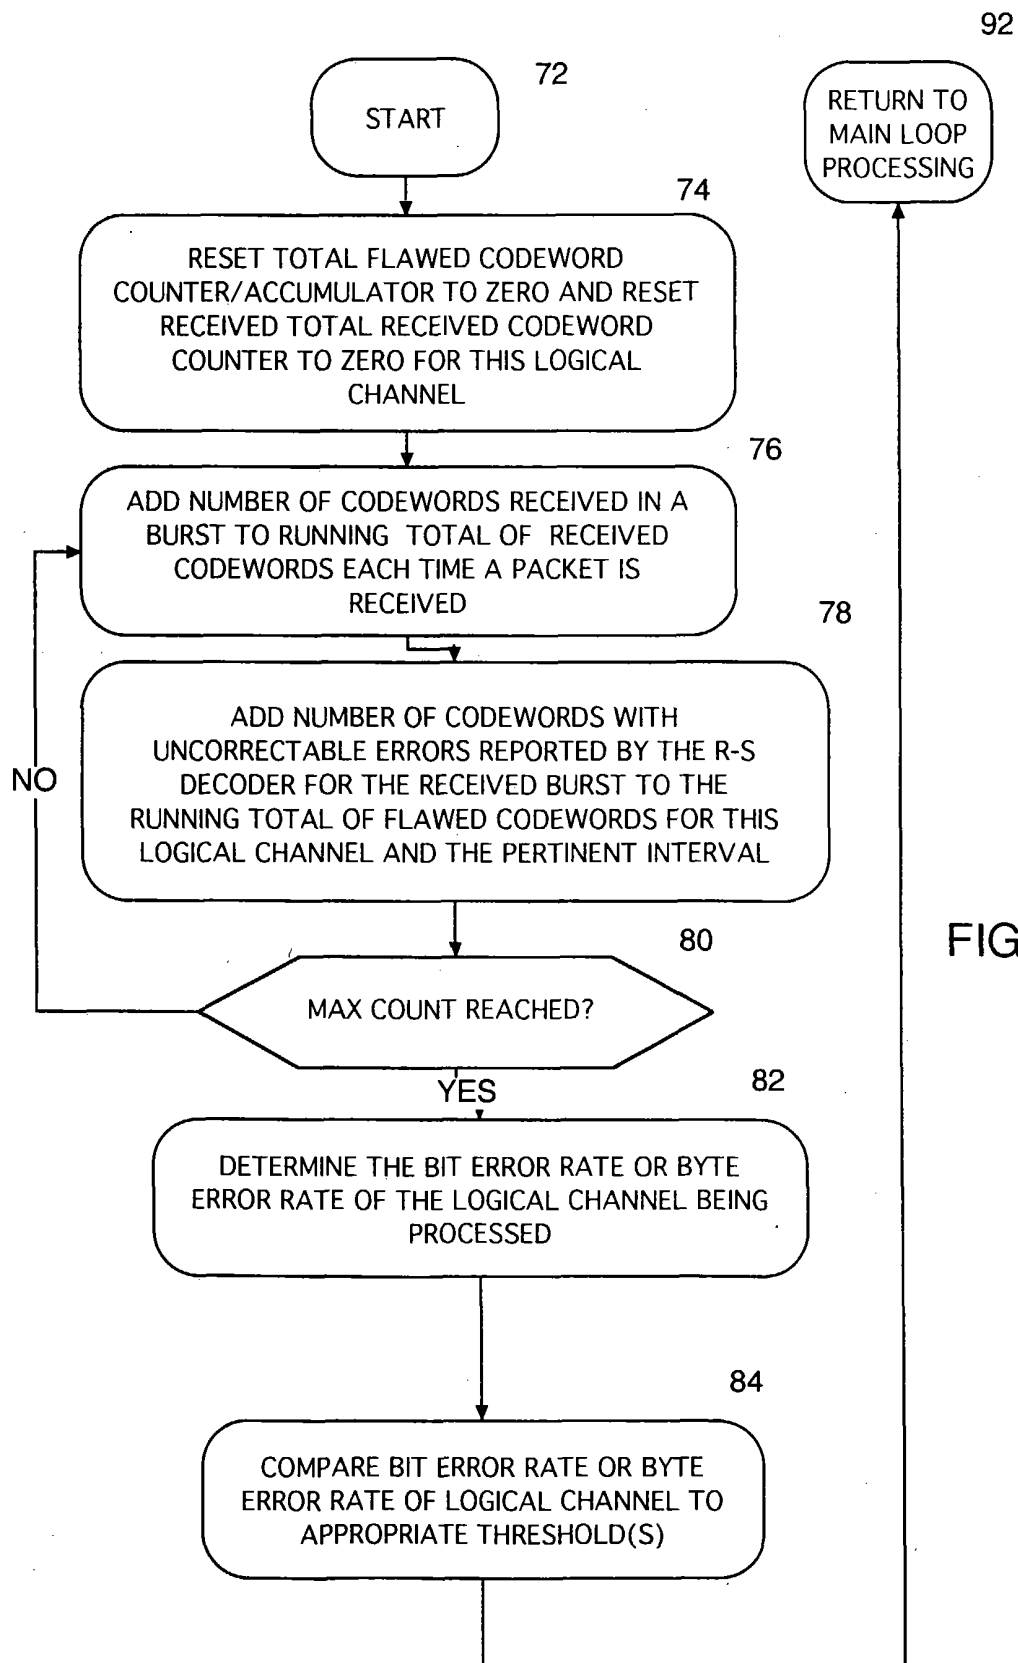 92
72
START
RETURN TO
MAIN LOOP
PROCESSING
74
RESET TOTAL FLAWED CODEWORD
COUNTER/ACCUMULATOR TO ZERO AND RESET
RECEIVED TOTAL RECEIVED CODEWORD
COUNTER TO ZERO FOR THIS LOGICAL
CHANNEL
76
ADD NUMBER OF CODEWORDS RECEIVED IN A
BURST TO RUNNING TOTAL OF RECEIVED
CODEWORDS EACH TIME A PACKET IS
RECEIVED
78
ADD NUMBER OF CODEWORDS WITH
UNCORRECTABLE ERRORS REPORTED BY THE R-S
DECODER FOR THE RECEIVED BURST TO THE
RUNNING TOTAL OF FLAWED CODEWORDS FOR THIS
LOGICAL CHANNEL AND THE PERTINENT INTERVAL
NO
80
FIG
MAX COUNT REACHED?
YES
82
DETERMINE THE BIT ERROR RATE OR BYTE
ERROR RATE OF THE LOGICAL CHANNEL BEING
PROCESSED
84
COMPARE BIT ERROR RATE OR BYTE
ERROR RATE OF LOGICAL CHANNEL TO
APPROPRIATE THRESHOLD(S)